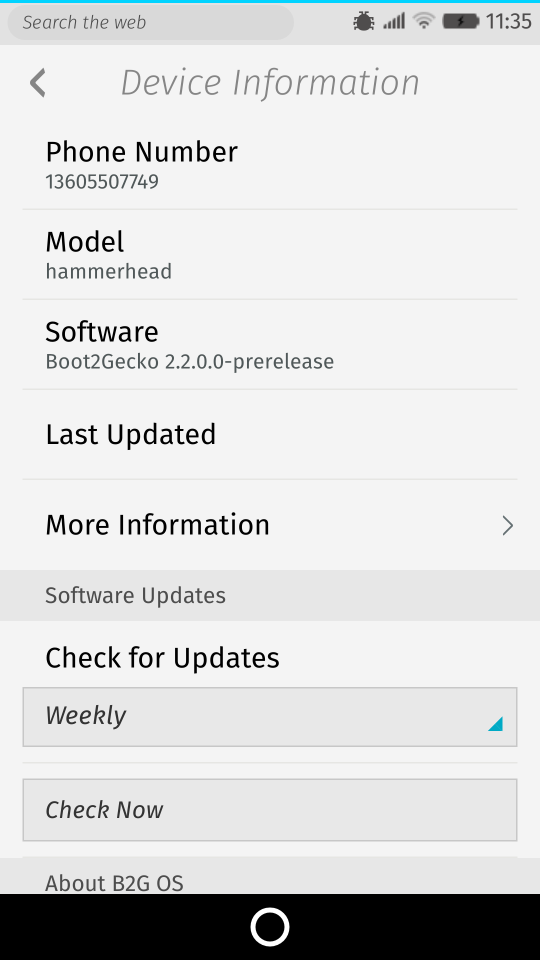 Search the web
11:35
Device Information
Phone Number
13605507749
Model
hammerhead
Software
Boot2Gecko 2.2.0.0-prerelease
Last Updated
More Information
Software Updates
Check for Updates
Weekly
Check Now
About B2G OS